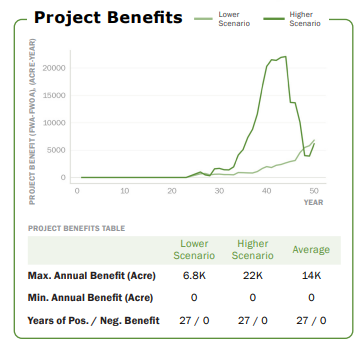 Project Benefits
Lower
Scenario
Higher
Scenario
PROJECT BENEFIT (FWA-FWOA), (ACRE-YEAR)
20000
15000
10000
5000
0
0 10 20 30 40 50
YEAR
PROJECT BENEFITS TABLE
Lower
Scenario
Higher
Scenario
Average
Max. Annual Benefit (Acre) 6.8K 22K 14K
Min. Annual Benefit (Acre) 0 0 0
Years of Pos. / Neg. Benefit 27 / 0 27 / 0 27 / 0